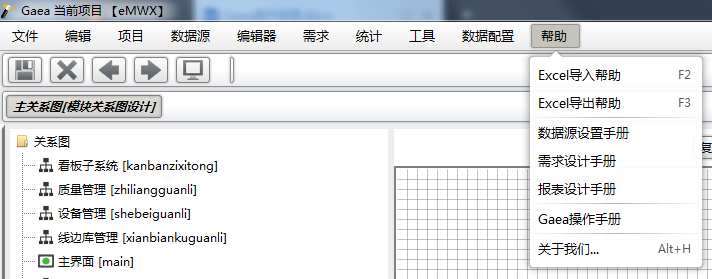 Gaea 当前项目 【eMWX】
文件 编辑 项目 数据源 编辑器 需求 统计 工具 数据配置 帮助
Excel导入帮助 F2
Excel导出帮助 F3
数据源设置手册
需求设计手册
报表设计手册
Gaea操作手册
关于我们... Alt+H
主关系图[模块关系图设计]
复
关系图
看板子系统 [kanbanzixitong]
质量管理 [zhiliangguanli]
设备管理 [shebeiguanli]
线边库管理 [xianbiankuguanli]
主界面 [main]